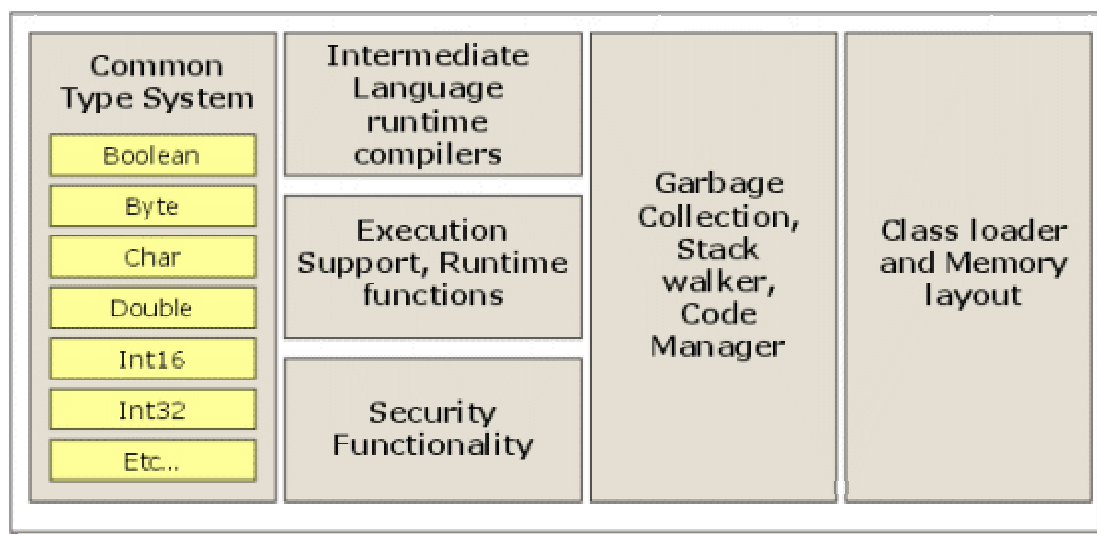 Common
Type System
Boolean
Byte
Char
Double
Int16
Int32
Etc...
Intermediate
Language
runtime
compilers
Execution
Support, Runtime
functions
Security
Functionality
Garbage
Collection,
Stack
walker,
Code
Manager
Class loader
and Memory
layout